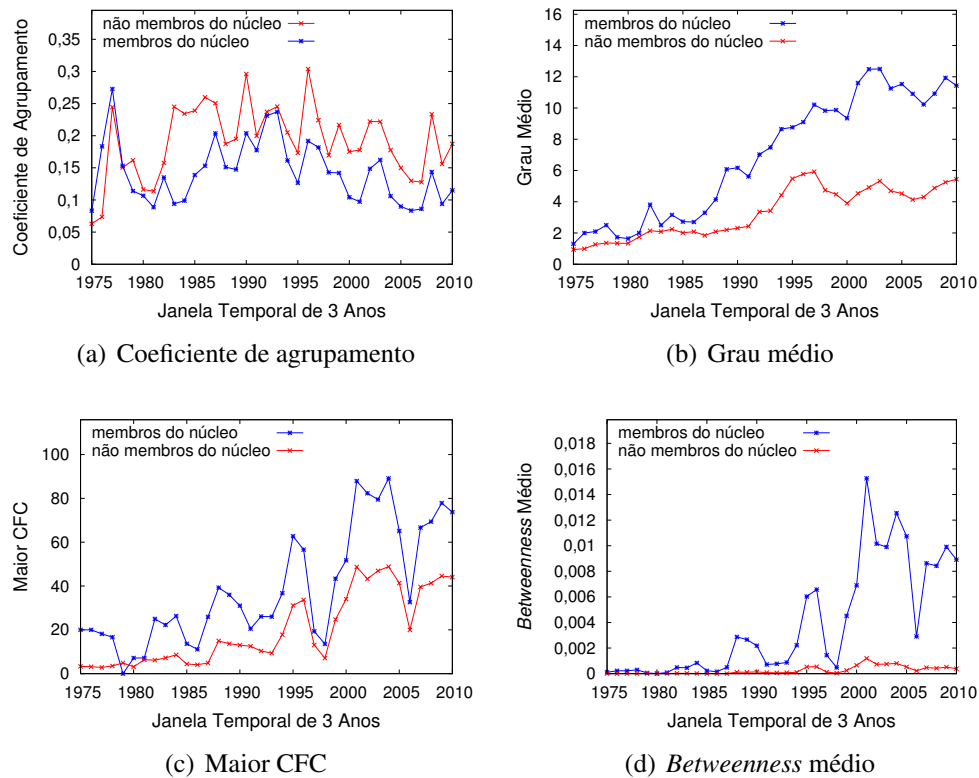 não membros do núcleo
membros do núcleo
0,35
0,3
0,25
0,2
0,15
0,1
0,05
0
Coeficiente de Agrupamento
1975 1980 1985 1990 1995 2000 2005 2010
Janela Temporal de 3 Anos
(a) Coeficiente de agrupamento
membros do núcleo
não membros do núcleo
16
14
12
10
8
6
4
2
0
Grau Médio
1975 1980 1985 1990 1995 2000 2005 2010
Janela Temporal de 3 Anos
(b) Grau médio
membros do núcleo
não membros do núcleo
100
80
60
40
20
0
Maior CFC
1975 1980 1985 1990 1995 2000 2005 2010
Janela Temporal de 3 Anos
(c) Maior CFC
membros do núcleo
não membros do núcleo
0,018
0,016
0,014
0,012
0,01
0,008
0,006
0,004
0,002
0
Betweenness Médio
1975 1980 1985 1990 1995 2000 2005 2010
Janela Temporal de 3 Anos
(d) Betweenness médio